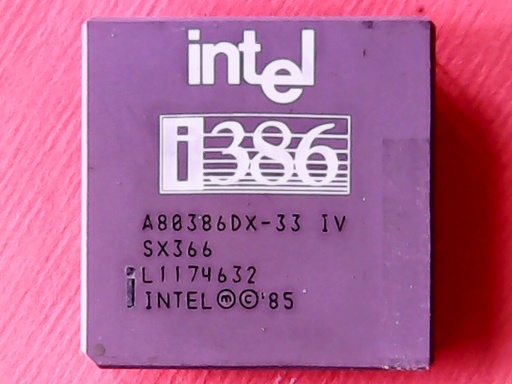 intel
i386
A80386DX-33 IV
SX366
L1174632
i INTEL Ⓜ © '85